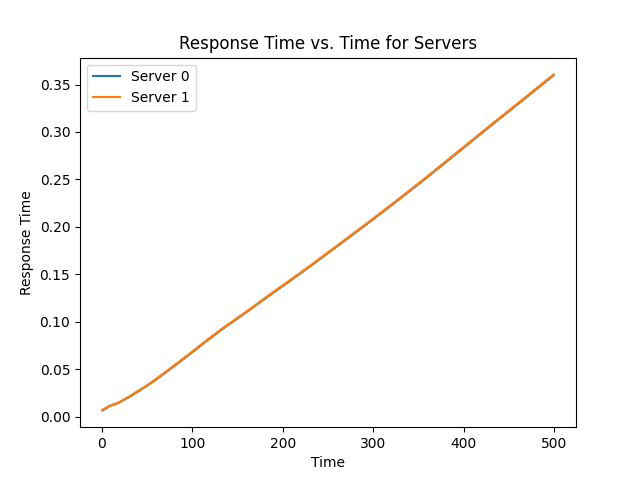 Response Time vs. Time for Servers
Server 0
Server 1
Response Time
0.35
0.30
0.25
0.20
0.15
0.10
0.05
0.00
0
100
200
300
400
500
Time